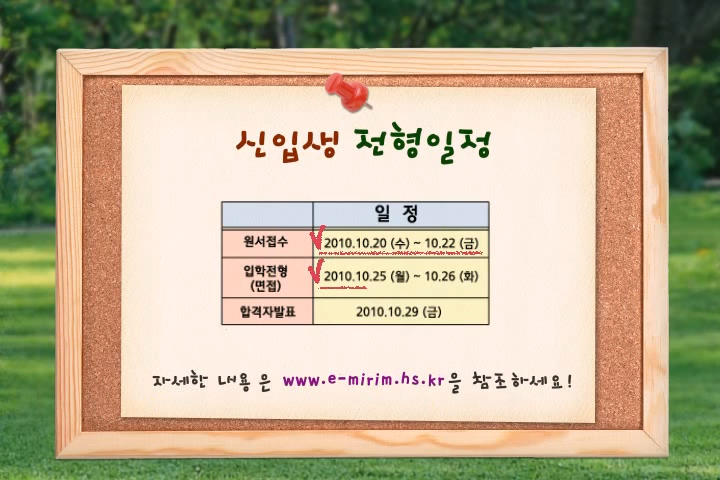 신입생 전형일정
일 정
원서접수 2010.10.20 (수) ~ 10.22 (금)
입학전형 (면접) 2010.10.25 (월) ~ 10.26 (화)
합격자발표 2010.10.29 (금)
자세한 내용은 www.e-mirim.hs.kr을 참조하세요!